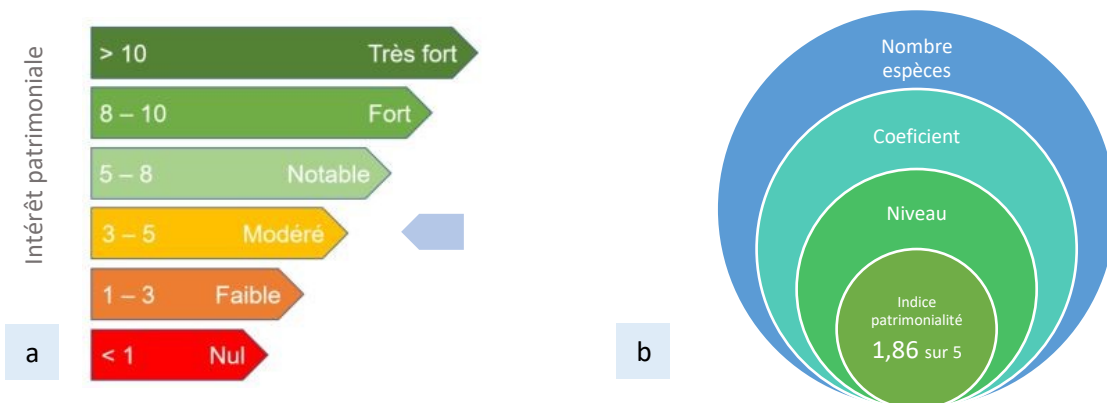 Intérêt patrimoniale
> 10 Très fort
8 – 10 Fort
5 – 8 Notable
3 – 5 Modéré
1 – 3 Faible
< 1 Nul
a
Nombre
espèces
Coeficient
Niveau
Indice
patrimonialité
1,86 sur 5
b